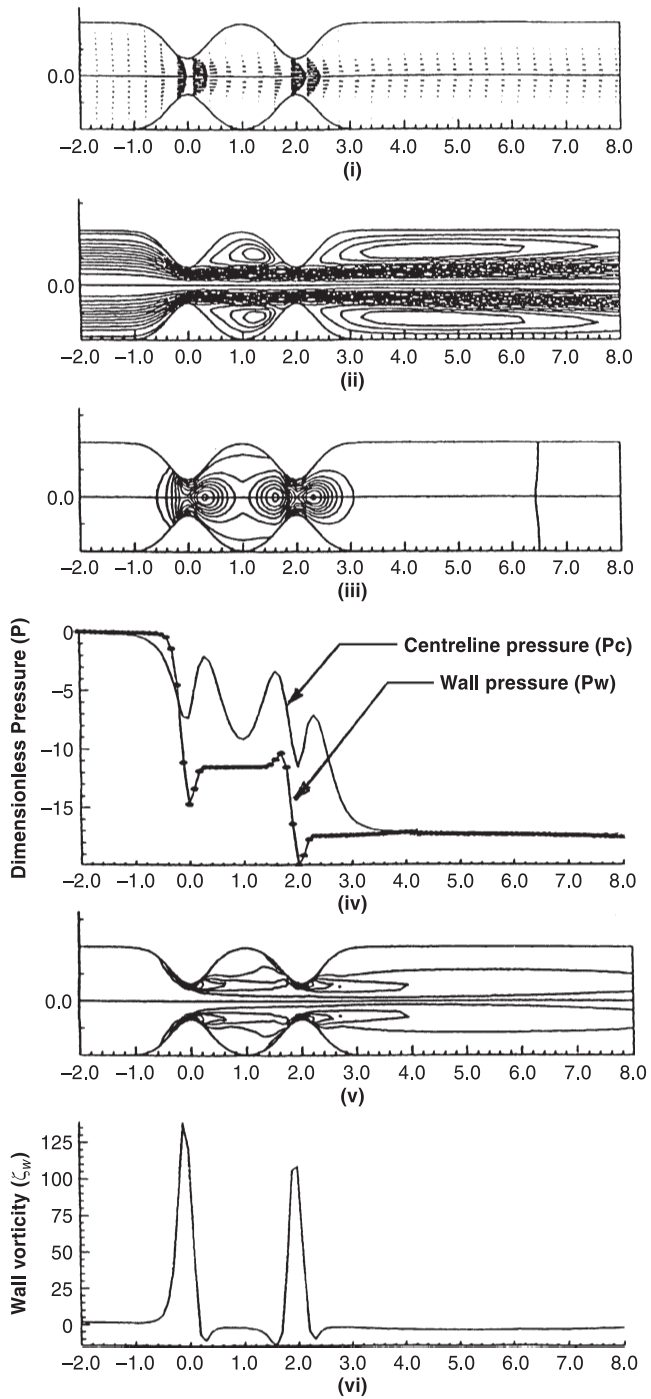 0.0
−2.0 −1.0 0.0 1.0 2.0 3.0 4.0 5.0 6.0 7.0 8.0
(i)
0.0
−2.0 −1.0 0.0 1.0 2.0 3.0 4.0 5.0 6.0 7.0 8.0
(ii)
0.0
−2.0 −1.0 0.0 1.0 2.0 3.0 4.0 5.0 6.0 7.0 8.0
(iii)
Dimensionless Pressure (P)
0
−5
−10
−15
Centreline pressure (Pc)
Wall pressure (Pw)
−2.0 −1.0 0.0 1.0 2.0 3.0 4.0 5.0 6.0 7.0 8.0
(iv)
0.0
−2.0 −1.0 0.0 1.0 2.0 3.0 4.0 5.0 6.0 7.0 8.0
(v)
Wall vorticity (ζw)
125
100
75
50
25
0
−2.0 −1.0 0.0 1.0 2.0 3.0 4.0 5.0 6.0 7.0 8.0
(vi)